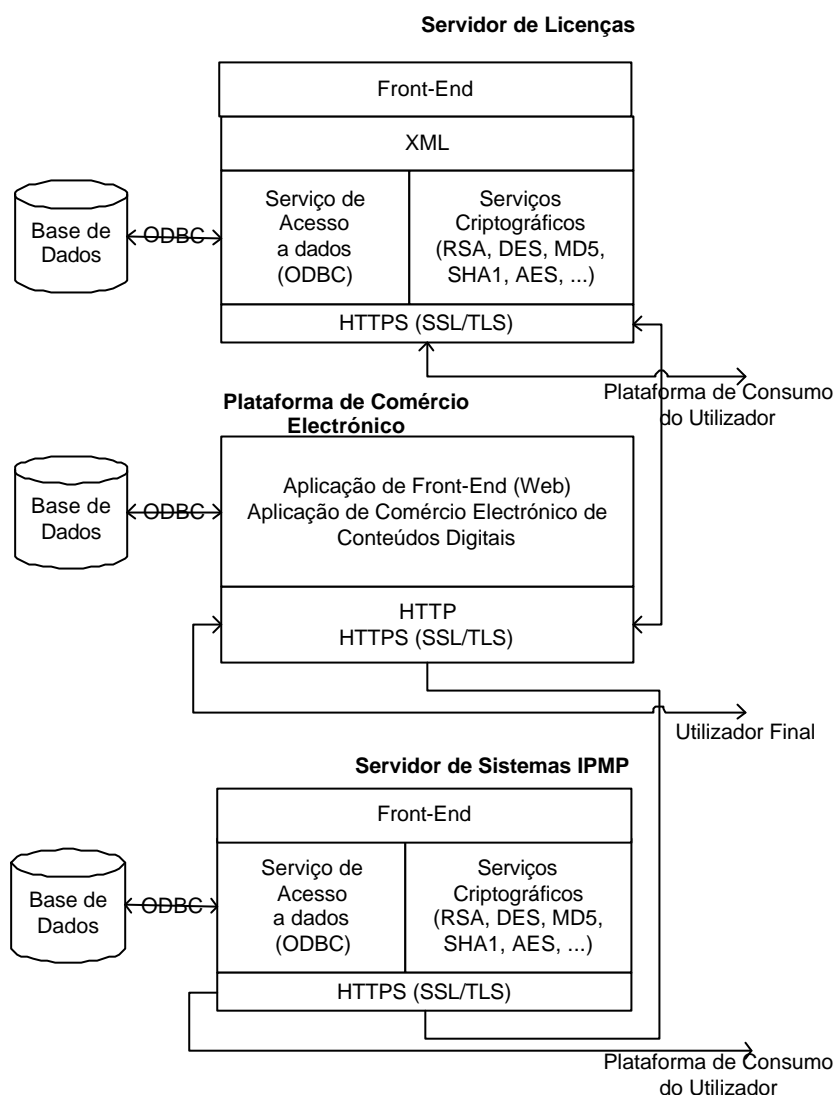 Servidor de Licenças
Front-End
XML
Base de
Dados
ODBC
Serviço de
Acesso
a dados
(ODBC)
Serviços
Criptográficos
(RSA, DES, MD5,
SHA1, AES, ...)
HTTPS (SSL/TLS)
Plataforma de Consumo
do Utilizador
Plataforma de Comércio
Electrónico
Base de
Dados
ODBC
Aplicação de Front-End (Web)
Aplicação de Comércio Electrónico de
Conteúdos Digitais
HTTP
HTTPS (SSL/TLS)
Utilizador Final
Servidor de Sistemas IPMP
Front-End
Base de
Dados
ODBC
Serviço de
Acesso
a dados
(ODBC)
Serviços
Criptográficos
(RSA, DES, MD5,
SHA1, AES, ...)
HTTPS (SSL/TLS)
Plataforma de Consumo
do Utilizador